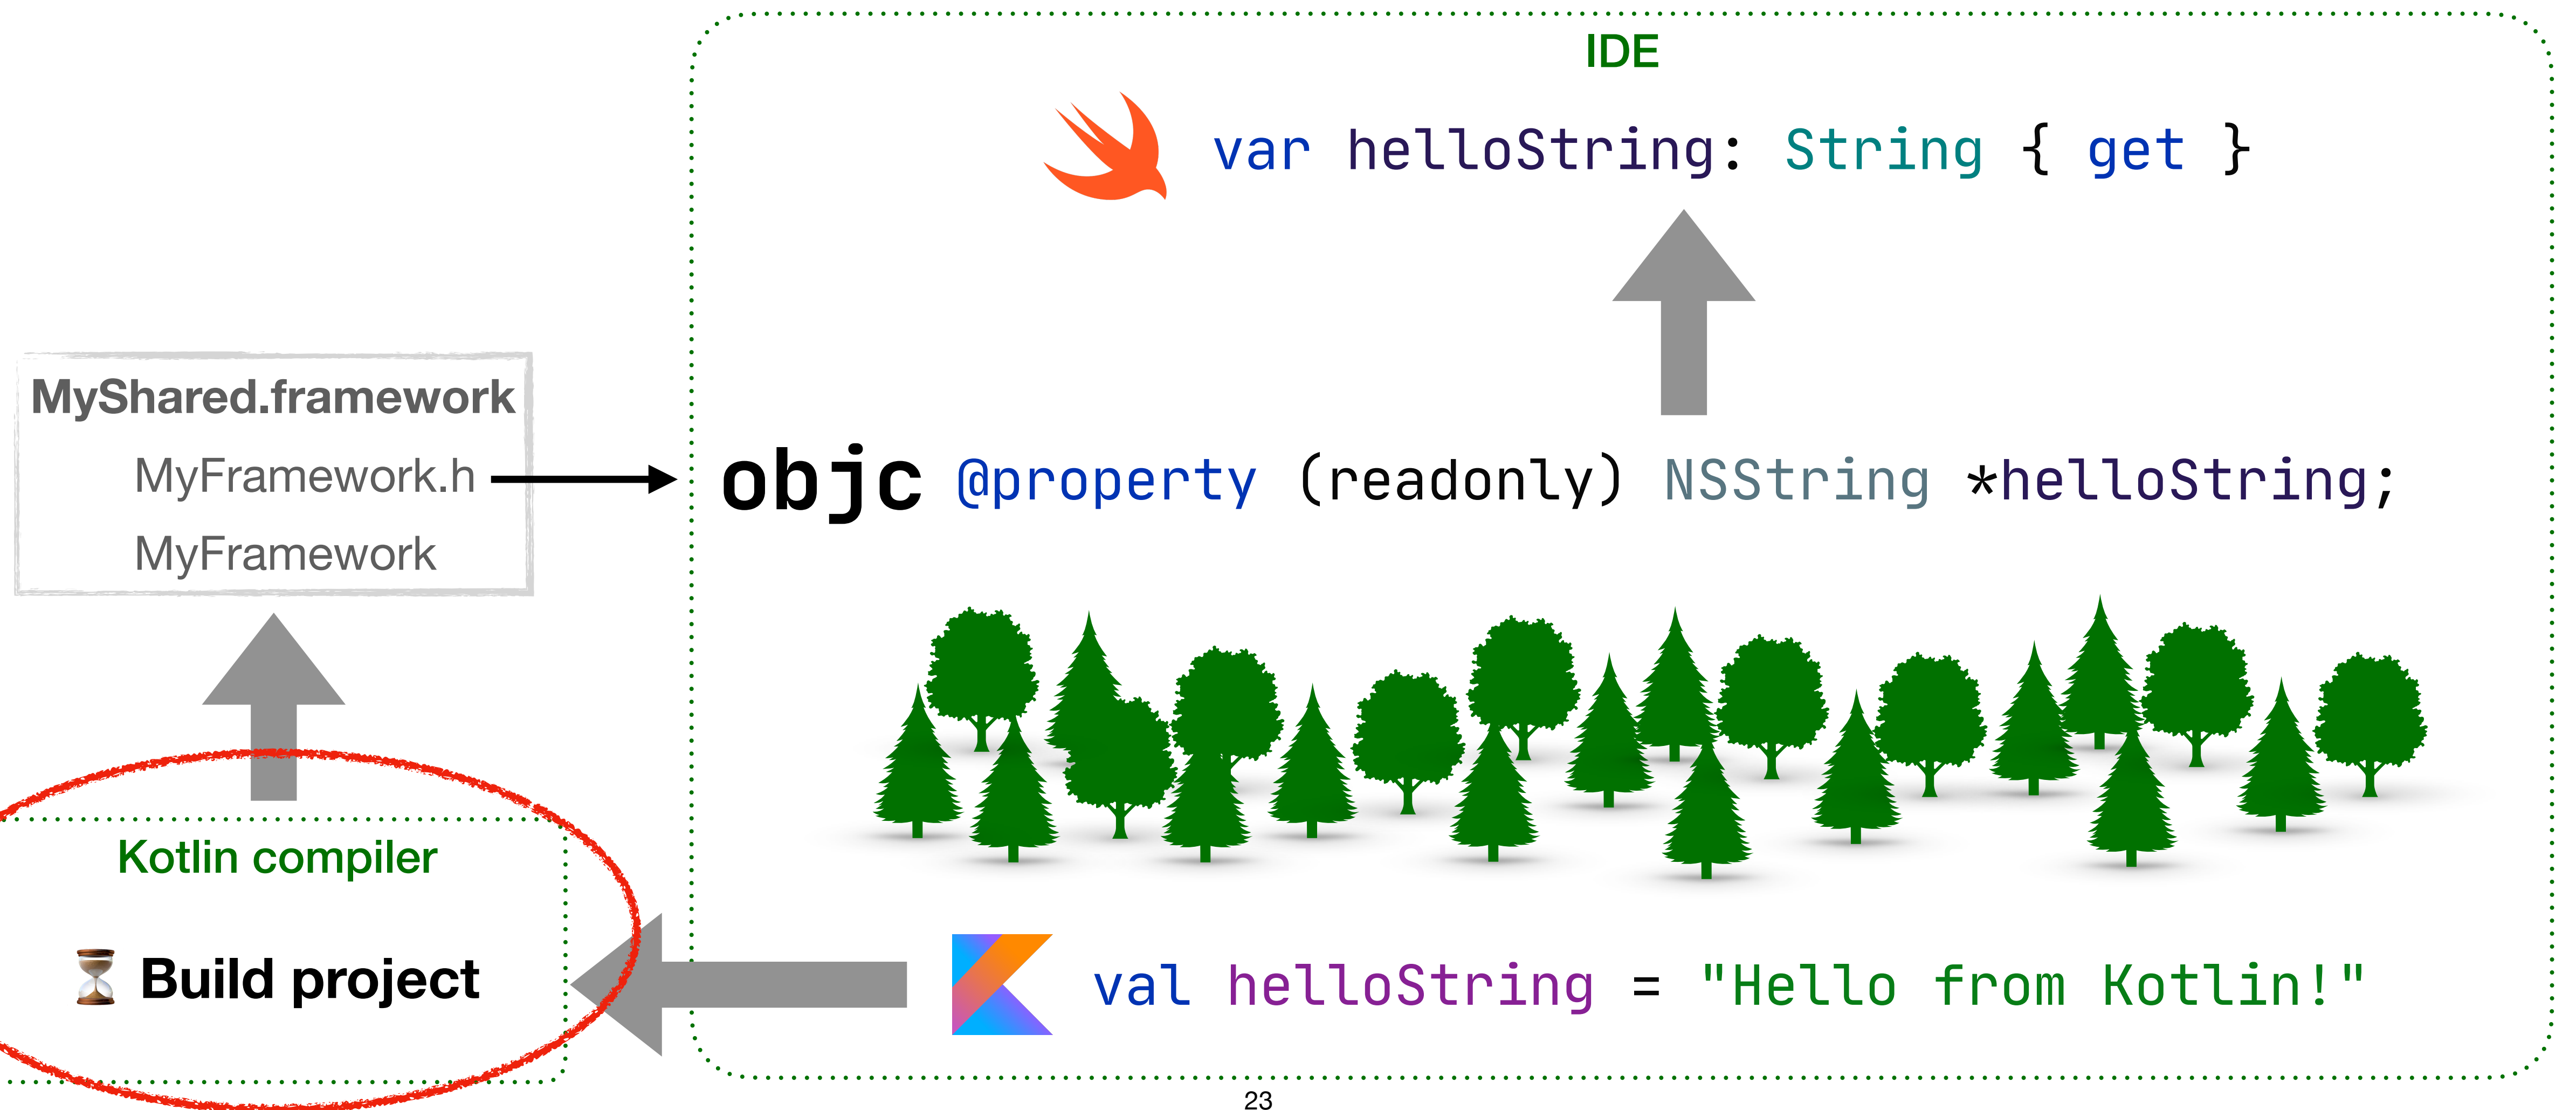 IDE
var helloString: String { get }
MyShared.framework
MyFramework.h
MyFramework
objc @property (readonly) NSString *helloString;
Kotlin compiler
⏳ Build project
val helloString = "Hello from Kotlin!"
23